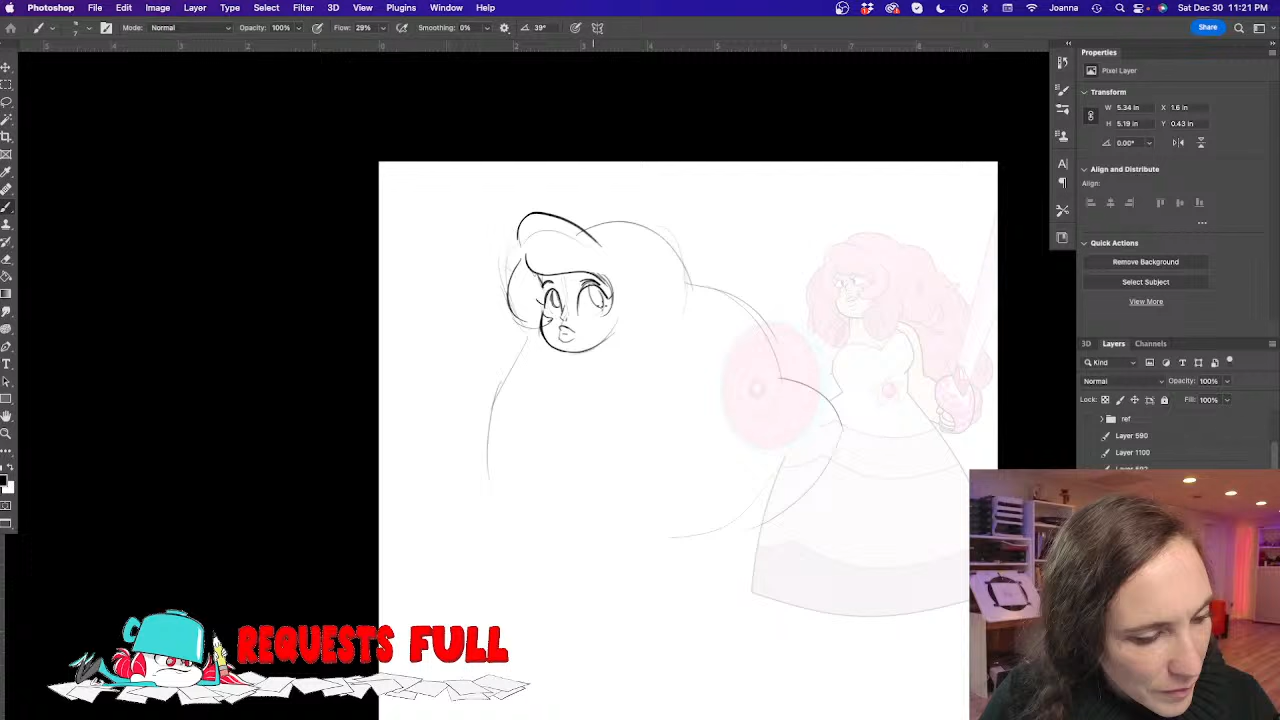 Photoshop File Edit Image Layer Type Select Filter 3D View Plugins Window Help Joanna Sat Dec 30 11:21 PM
7 Mode: Normal Opacity: 100% Flow: 29% Smoothing: 0% 39° Share
Properties
Pixel Layer
Transform
W 5.34 in X 1.6 in
H 5.19 in Y 0.43 in
0.00°
Align and Distribute
Align:
Quick Actions
Remove Background
Select Subject
View More
3D Layers Channels
Kind
Normal Opacity: 100%
Lock: Fill: 100%
ref
Layer 590
Layer 1100
REQUESTS FULL